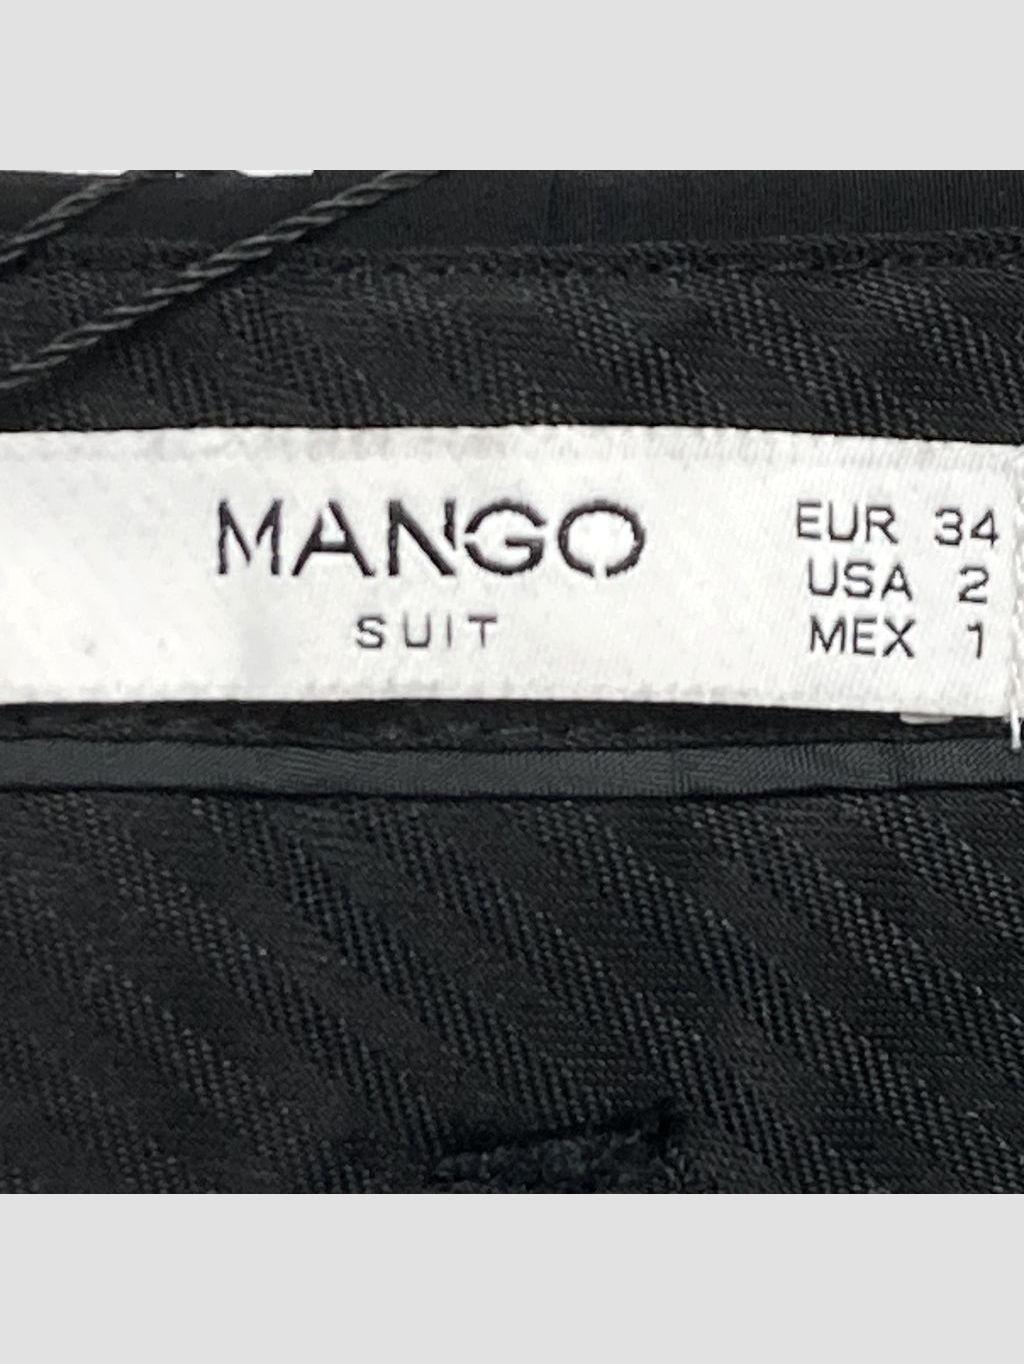 MANGO
SUIT
EUR 34
USA 2
MEX 1